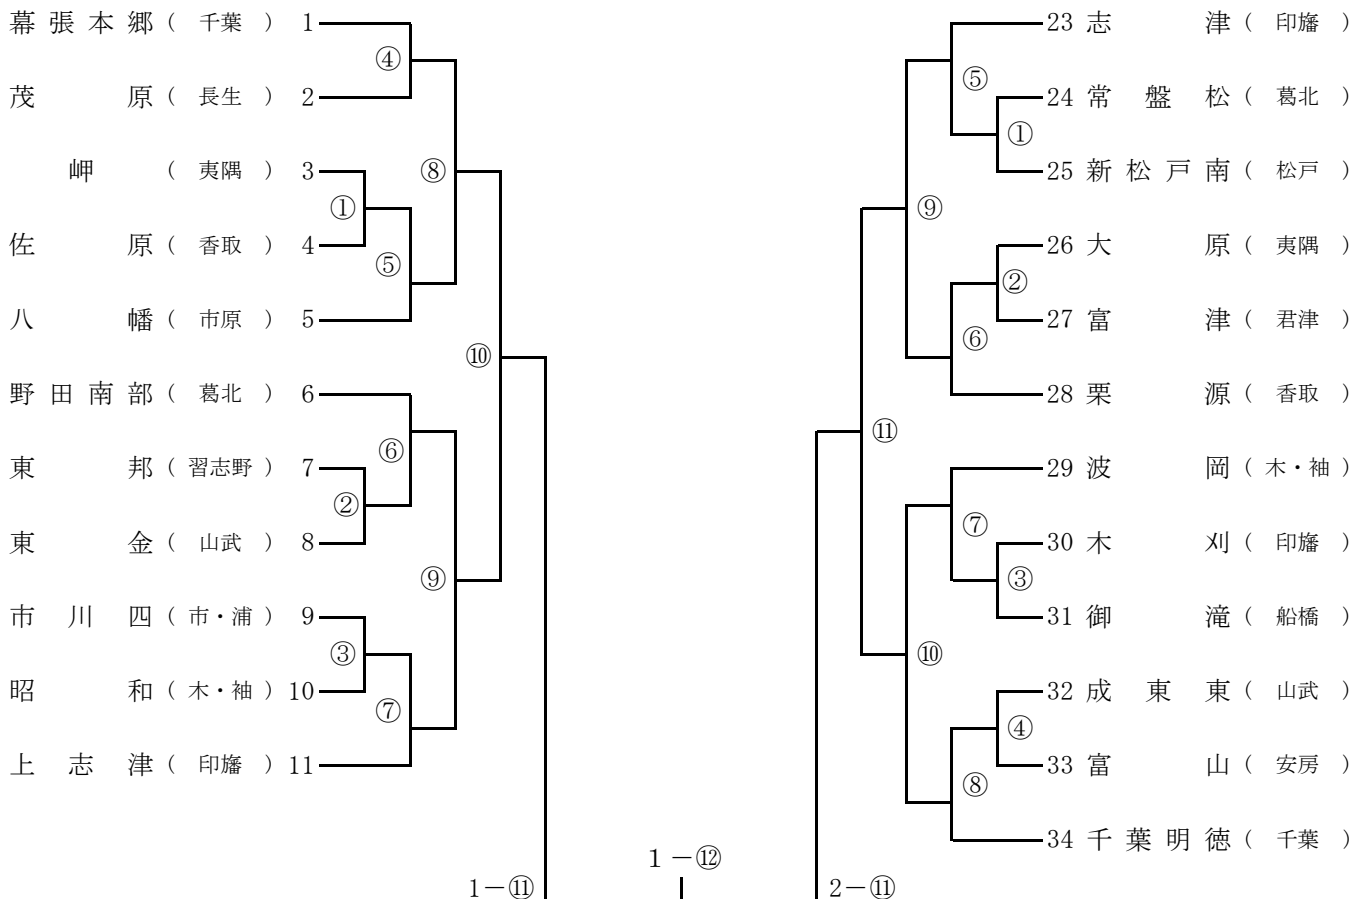 幕張本郷（千葉）1
④
茂原（長生）2
岬（夷隅）3
⑧
①
佐原（香取）4
⑤
八幡（市原）5
⑩
野田南部（葛北）6
⑥
東邦（習志野）7
②
東金（山武）8
⑨
市川四（市・浦）9
③
昭和（木・袖）10
⑦
上志津（印旛）11
1－⑪
1－⑫
23 志津（印旛）
⑤
24 常盤松（葛北）
①
25 新松戸南（松戸）
⑨
26 大原（夷隅）
②
27 富津（君津）
⑥
28 栗源（香取）
⑪
29 波岡（木・袖）
⑦
30 木刈（印旛）
③
31 御滝（船橋）
⑩
32 成東東（山武）
④
33 富山（安房）
⑧
34 千葉明徳（千葉）
2－⑪